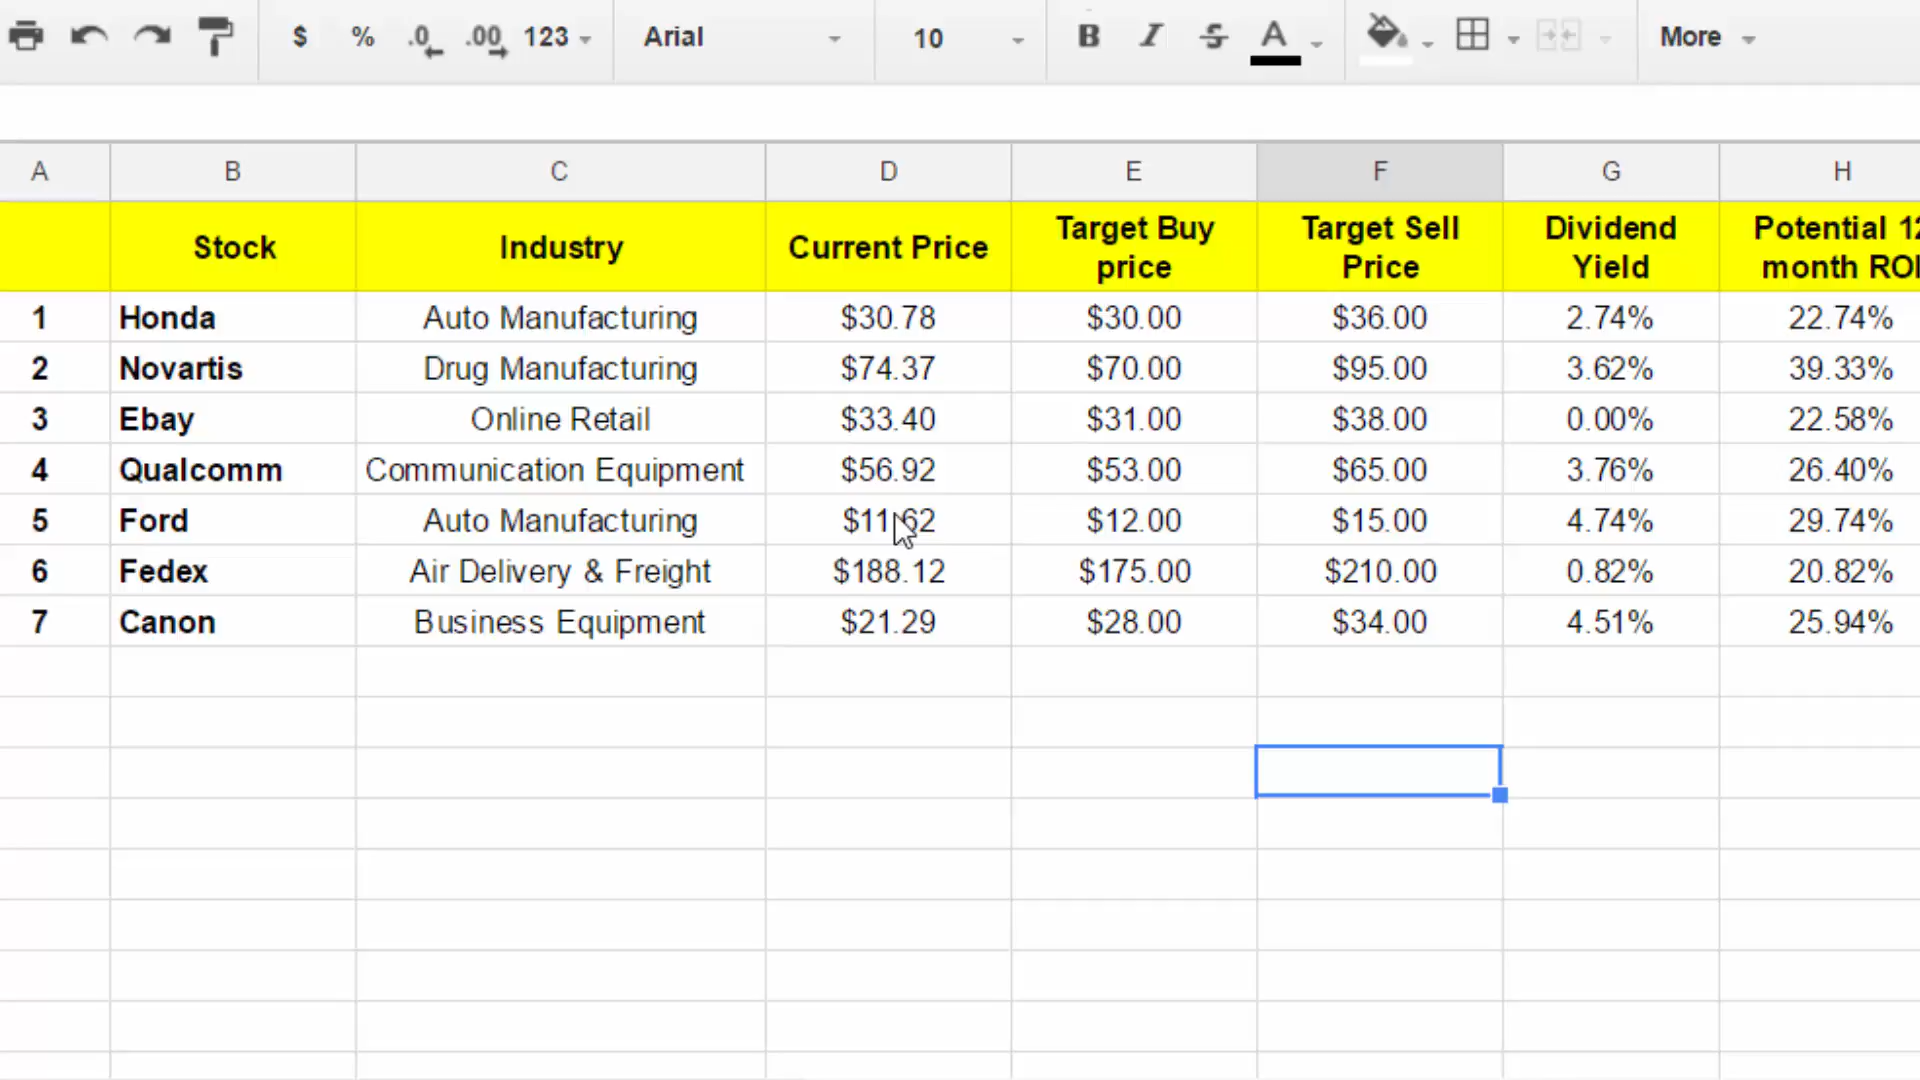 $ % .0 .00 123 Arial 10 B I S A More
A B C D E F G H
Stock Industry Current Price Target Buy price Target Sell Price Dividend Yield Potential 12 month ROI
1 Honda Auto Manufacturing $30.78 $30.00 $36.00 2.74% 22.74%
2 Novartis Drug Manufacturing $74.37 $70.00 $95.00 3.62% 39.33%
3 Ebay Online Retail $33.40 $31.00 $38.00 0.00% 22.58%
4 Qualcomm Communication Equipment $56.92 $53.00 $65.00 3.76% 26.40%
5 Ford Auto Manufacturing $11.62 $12.00 $15.00 4.74% 29.74%
6 Fedex Air Delivery & Freight $188.12 $175.00 $210.00 0.82% 20.82%
7 Canon Business Equipment $21.29 $28.00 $34.00 4.51% 25.94%